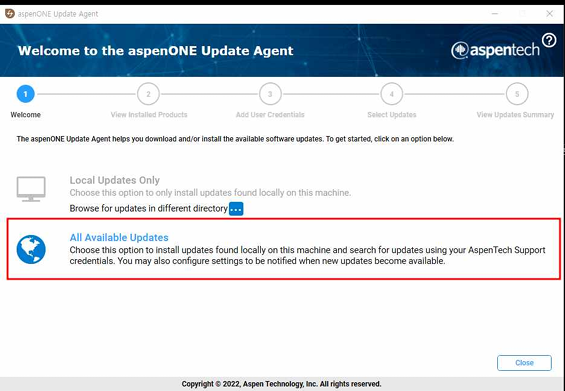 aspenONE Update Agent
Welcome to the aspenONE Update Agent
aspentech
?
1
2
3
4
5
Welcome
View Installed Products
Add User Credentials
Select Updates
View Updates Summary
The aspenONE Update Agent helps you download and/or install the available software updates. To get started, click on an option below.
Local Updates Only
Choose this option to only install updates found locally on this machine.
Browse for updates in different directory ...
All Available Updates
Choose this option to install updates found locally on this machine and search for updates using your AspenTech Support
credentials. You may also configure settings to be notified when new updates become available.
Close
Copyright © 2022, Aspen Technology, Inc. All rights reserved.